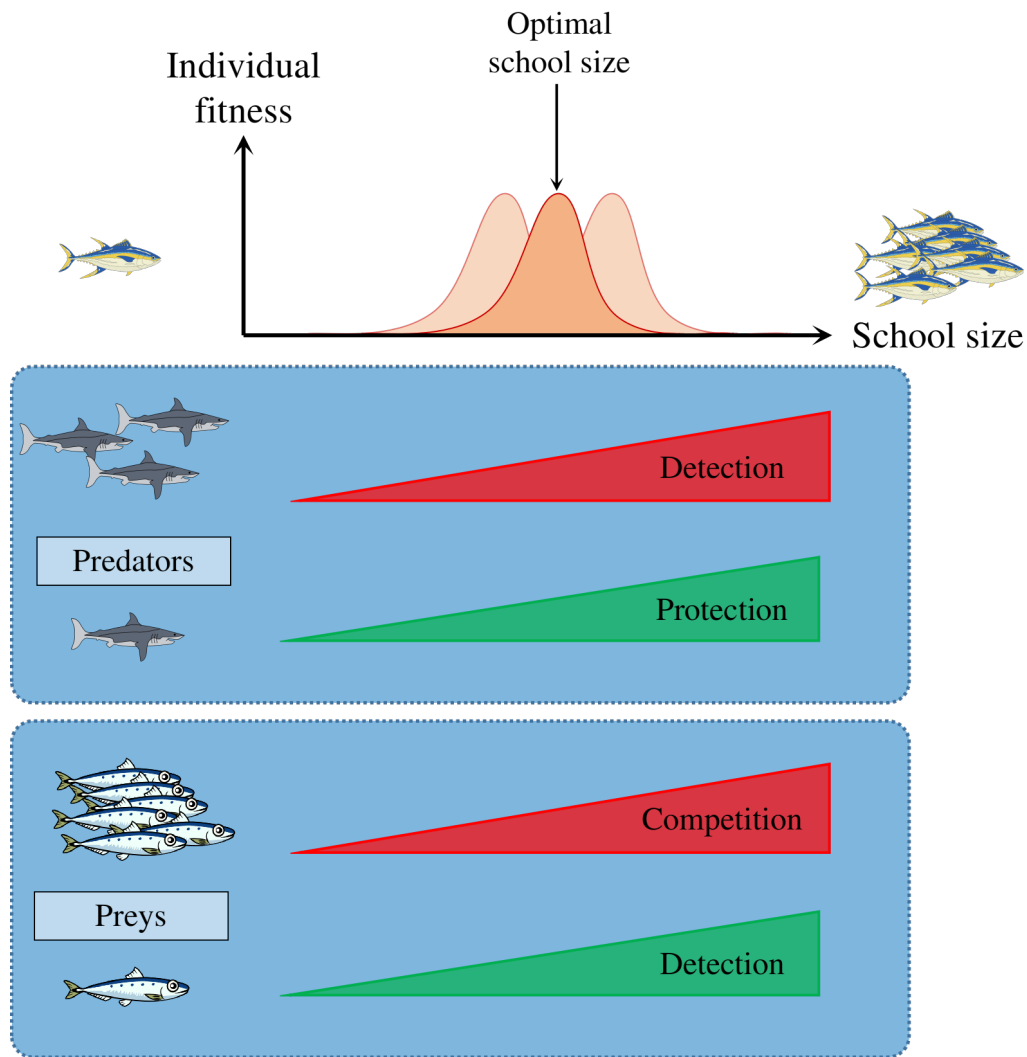 Optimal
school size
Individual
fitness
School size
Detection
Predators
Protection
Competition
Preys
Detection